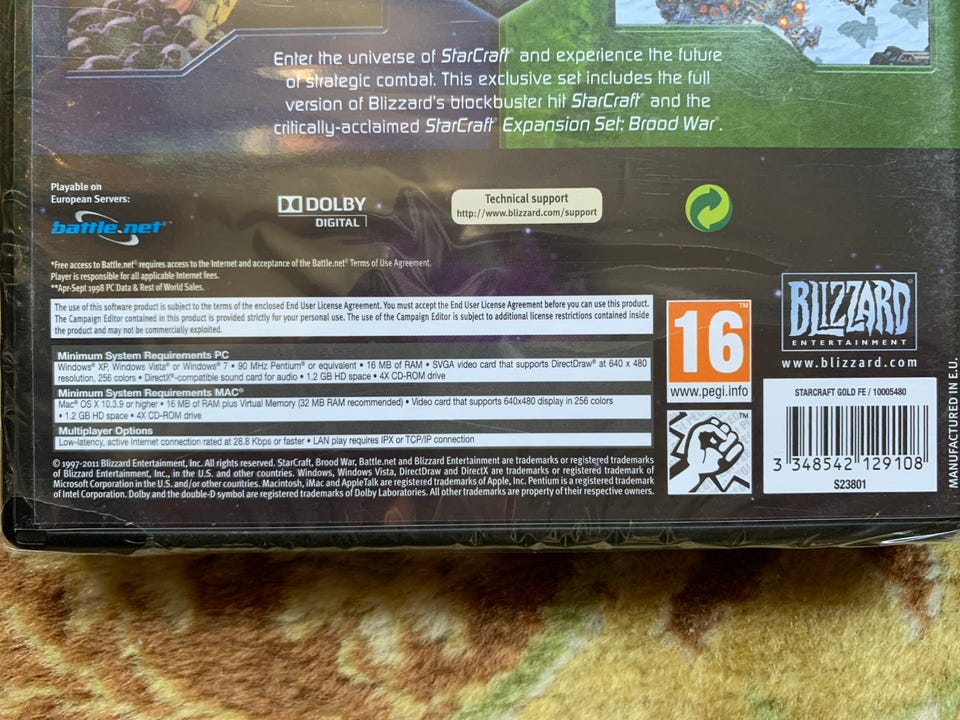 Enter the universe of StarCraft® and experience the future
of strategic combat. This exclusive set includes the full
version of Blizzard's blockbuster hit StarCraft® and the
critically-acclaimed StarCraft® Expansion Set: Brood War®.
Playable on
European Servers:
battle.net®
DOLBY
DIGITAL
Technical support
http://www.blizzard.com/support
*Free access to Battle.net® requires access to the Internet and acceptance of the Battle.net® Terms of Use Agreement.
Player is responsible for all applicable Internet fees.
**Apr-Sept 1998 PC Data & Rest of World Sales.
The use of this software product is subject to the terms of the enclosed End User License Agreement. You must accept the End User License Agreement before you can use this product.
The Campaign Editor contained in this product is provided strictly for your personal use. The use of the Campaign Editor is subject to additional license restrictions contained inside
the product and may not be commercially exploited.
Minimum System Requirements PC
Windows® XP, Windows Vista® or Windows® 7 • 90 MHz Pentium® or equivalent • 16 MB of RAM • SVGA video card that supports DirectDraw® at 640 x 480
resolution, 256 colors • DirectX®-compatible sound card for audio • 1.2 GB HD space • 4X CD-ROM drive
Minimum System Requirements MAC®
Mac® OS X 10.3.9 or higher • 16 MB of RAM plus Virtual Memory (32 MB RAM recommended) • Video card that supports 640x480 display in 256 colors
• 1.2 GB HD space • 4X CD-ROM drive
Multiplayer Options
Low-latency, active Internet connection rated at 28.8 Kbps or faster • LAN play requires IPX or TCP/IP connection
© 1997-2011 Blizzard Entertainment, Inc. All rights reserved. StarCraft, Brood War, Battle.net and Blizzard Entertainment are trademarks or registered trademarks
of Blizzard Entertainment, Inc., in the U.S. and other countries. Windows, Windows Vista, DirectDraw and DirectX are trademarks or registered trademark of
Microsoft Corporation in the U.S. and/or other countries. Macintosh, iMac and AppleTalk are registered trademarks of Apple, Inc. Pentium is a registered trademark
of Intel Corporation. Dolby and the double-D symbol are registered trademarks of Dolby Laboratories. All other trademarks are property of their respective owners.
16
TM
www.pegi.info
TM
BLIZZARD®
ENTERTAINMENT
www.blizzard.com
STARCRAFT GOLD FE / 10005480
3 348542 129108
S23801
MANUFACTURED IN E.U.